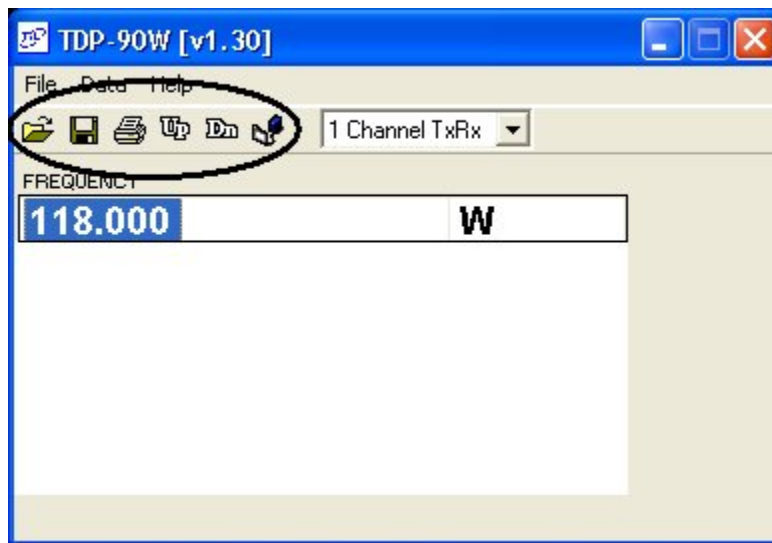 TDP-90W [v1.30]
File Data Help
Up Dn 1 Channel TxRx
FREQUENCY
118.000 W